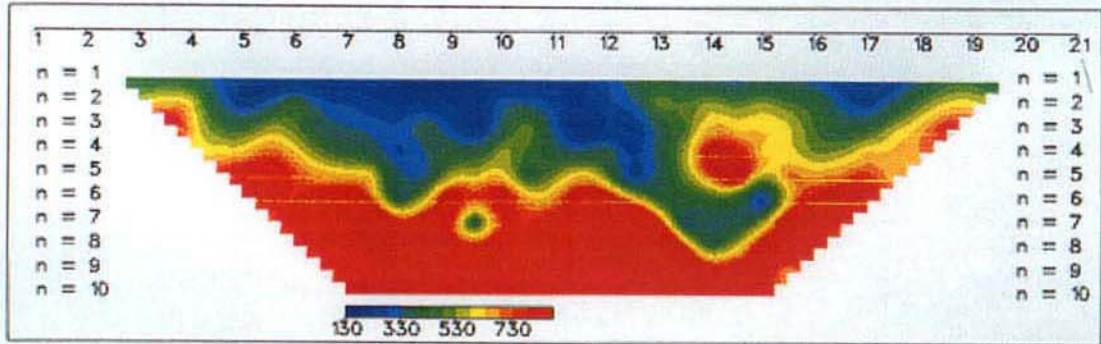 1 2 3 4 5 6 7 8 9 10 11 12 13 14 15 16 17 18 19 20 21
n = 1 n = 1
n = 2 n = 2
n = 3 n = 3
n = 4 n = 4
n = 5 n = 5
n = 6 n = 6
n = 7 n = 7
n = 8 n = 8
n = 9 n = 9
n = 10 n = 10
130 330 530 730